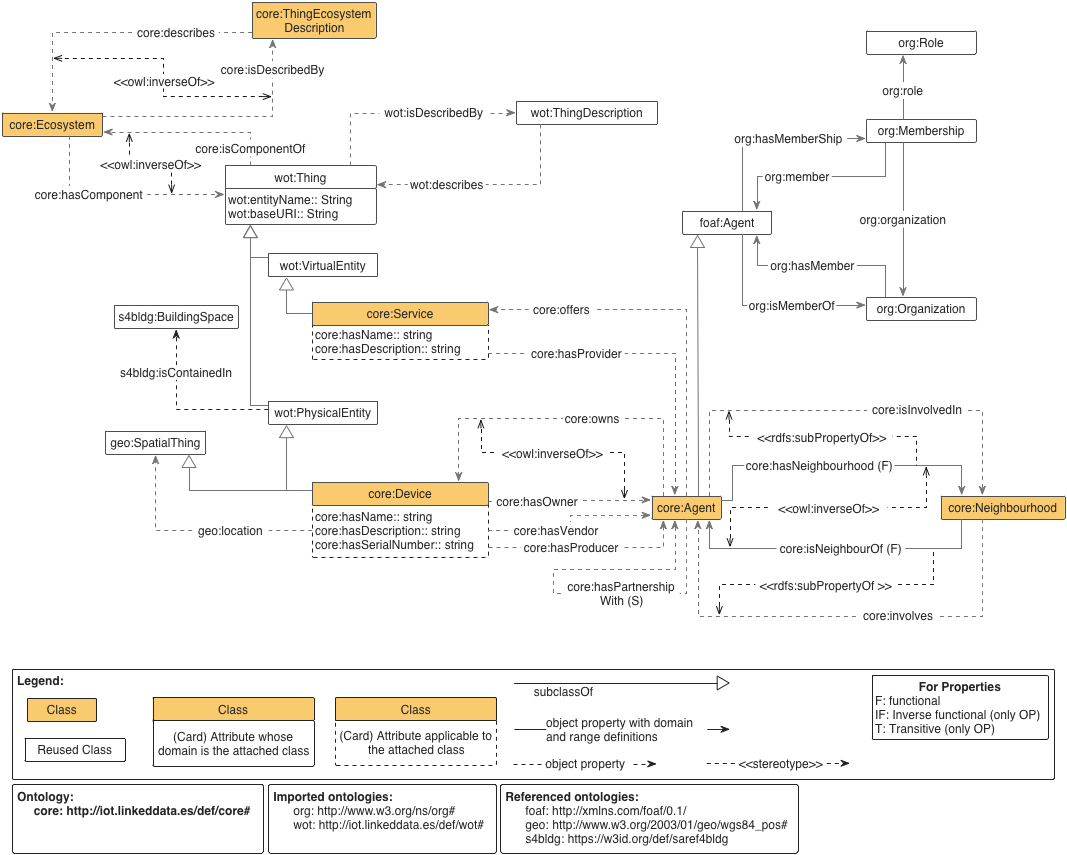 core:ThingEcosystem
Description
core:describes
core:isDescribedBy
<<owl:inverseOf>>
core:Ecosystem
core:isComponentOf
<<owl:inverseOf>>
core:hasComponent
wot:isDescribedBy
wot:ThingDescription
wot:describes
wot:Thing
wot:entityName:: String
wot:baseURI:: String
org:Role
org:role
org:Membership
org:hasMemberShip
org:member
foaf:Agent
org:organization
org:hasMember
org:isMemberOf
org:Organization
wot:VirtualEntity
s4bldg:BuildingSpace
core:Service
core:hasName:: string
core:hasDescription:: string
core:offers
core:hasProvider
s4bldg:isContainedIn
wot:PhysicalEntity
geo:SpatialThing
core:owns
<<owl:inverseOf>>
core:Device
core:hasName:: string
core:hasDescription:: string
core:hasSerialNumber:: string
geo:location
core:hasOwner
core:hasVendor
core:hasProducer
core:Agent
core:hasPartnership
With (S)
core:isInvolvedIn
<<rdfs:subPropertyOf>>
core:hasNeighbourhood (F)
<<owl:inverseOf>>
core:Neighbourhood
core:isNeighbourOf (F)
<<rdfs:subPropertyOf >>
core:involves
Legend:
Class
Reused Class
Class
(Card) Attribute whose
domain is the attached class
Class
(Card) Attribute applicable to
the attached class
subclassOf
object property with domain
and range definitions
object property
<<stereotype>>
For Properties
F: functional
IF: Inverse functional (only OP)
T: Transitive (only OP)
Ontology:
core: http://iot.linkeddata.es/def/core#
Imported ontologies:
org: http://www.w3.org/ns/org#
wot: http://iot.linkeddata.es/def/wot#
Referenced ontologies:
foaf: http://xmlns.com/foaf/0.1/
geo: http://www.w3.org/2003/01/geo/wgs84_pos#
s4bldg: https://w3id.org/def/saref4bldg